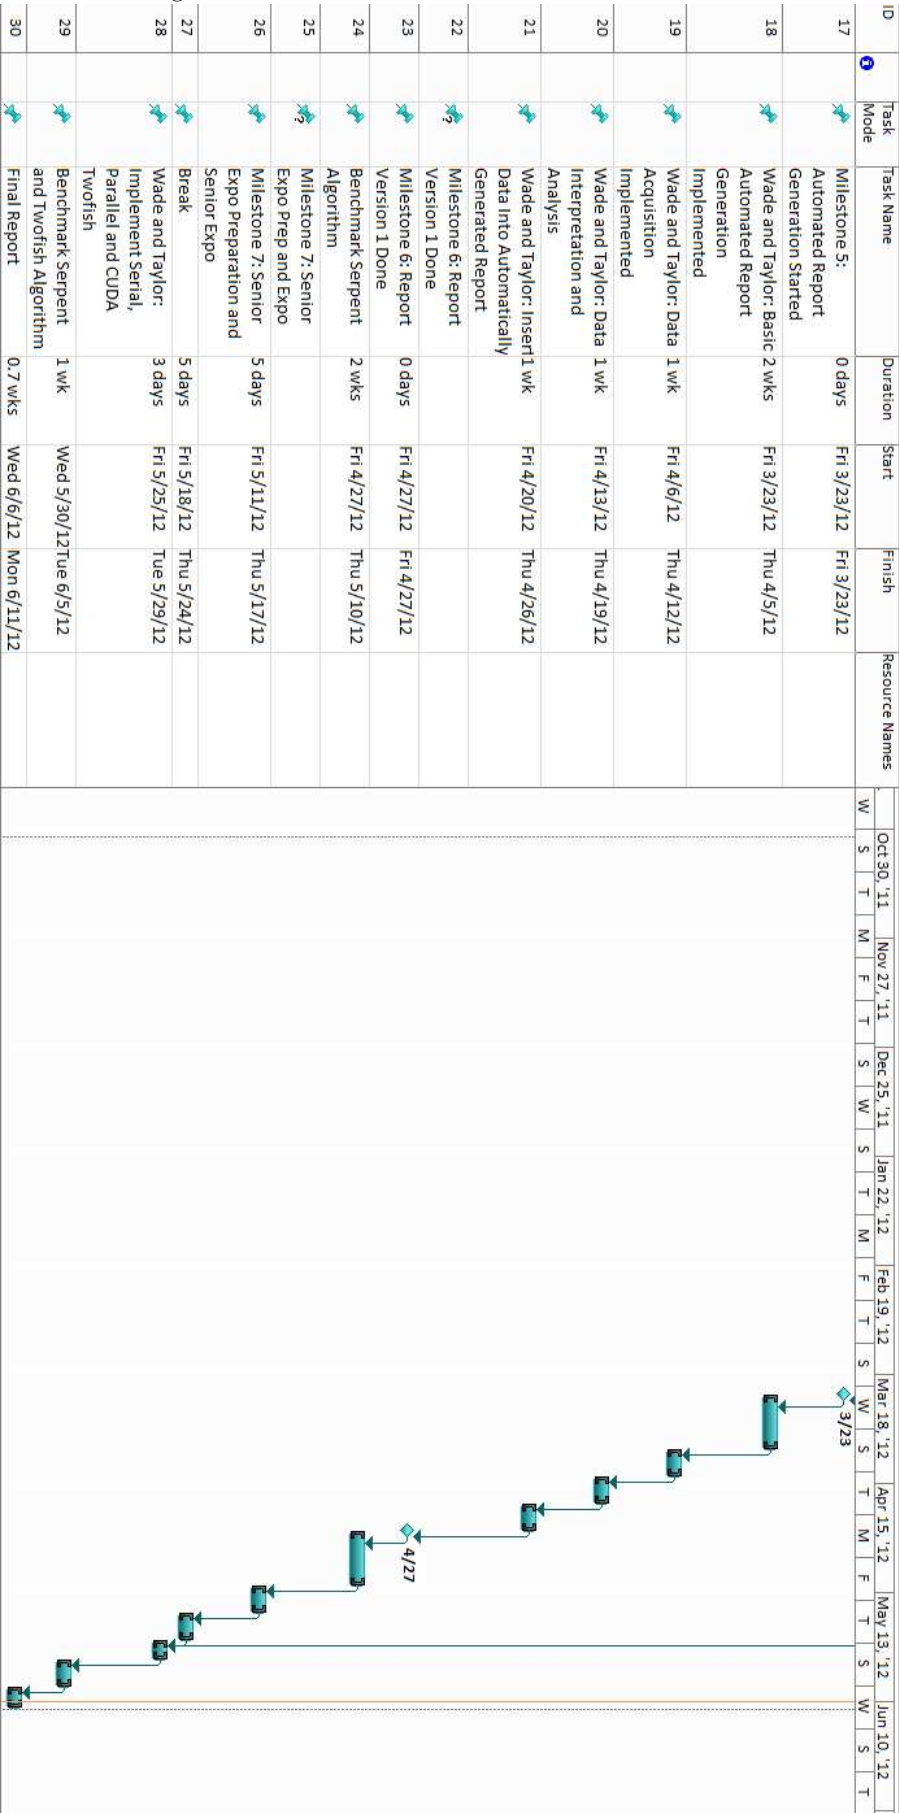 ID Task Mode Task Name Duration Start Finish Resource Names
Oct 30, '11 Nov 27, '11 Dec 25, '11 Jan 22, '12 Feb 19, '12 Mar 18, '12 Apr 15, '12 May 13, '12 Jun 10, '12
W S T M F T S W S T M F T S W S T M F T S W S T
17 Milestone 5: 0 days Fri 3/23/12 Fri 3/23/12
Automated Report
Generation Started
3/23
18 Wade and Taylor: Basic 2 wks Fri 3/23/12 Thu 4/5/12
Automated Report
Generation
Implemented
19 Wade and Taylor: Data 1 wk Fri 4/6/12 Thu 4/12/12
Acquisition
Implemented
20 Wade and Taylor: Data 1 wk Fri 4/13/12 Thu 4/19/12
Interpretation and
Analysis
21 Wade and Taylor: Insert 1 wk Fri 4/20/12 Thu 4/26/12
Data Into Automatically
Generated Report
22 ? Milestone 6: Report
Version 1 Done
23 Milestone 6: Report 0 days Fri 4/27/12 Fri 4/27/12
Version 1 Done
4/27
24 Benchmark Serpent 2 wks Fri 4/27/12 Thu 5/10/12
Algorithm
25 ? Milestone 7: Senior
Expo Prep and Expo
26 Milestone 7: Senior 5 days Fri 5/11/12 Thu 5/17/12
Expo Preparation and
Senior Expo
27 Break 5 days Fri 5/18/12 Thu 5/24/12
28 Wade and Taylor: 3 days Fri 5/25/12 Tue 5/29/12
Implement Serial,
Parallel and CUDA
Twofish
29 Benchmark Serpent 1 wk Wed 5/30/12 Tue 6/5/12
and Twofish Algorithm
30 Final Report 0.7 wks Wed 6/6/12 Mon 6/11/12